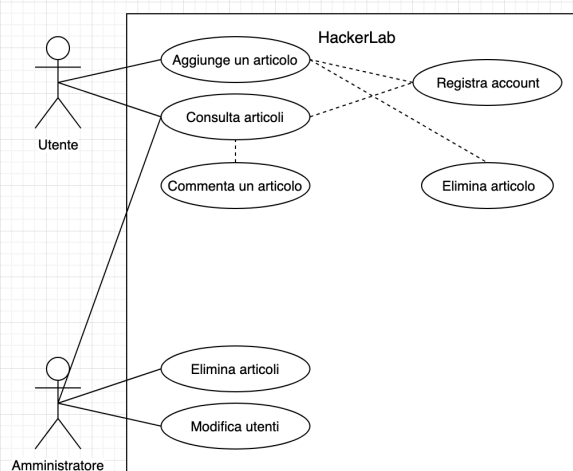 HackerLab
Aggiunge un articolo
Registra account
Consulta articoli
Utente
Commenta un articolo
Elimina articolo
Elimina articoli
Modifica utenti
Amministratore